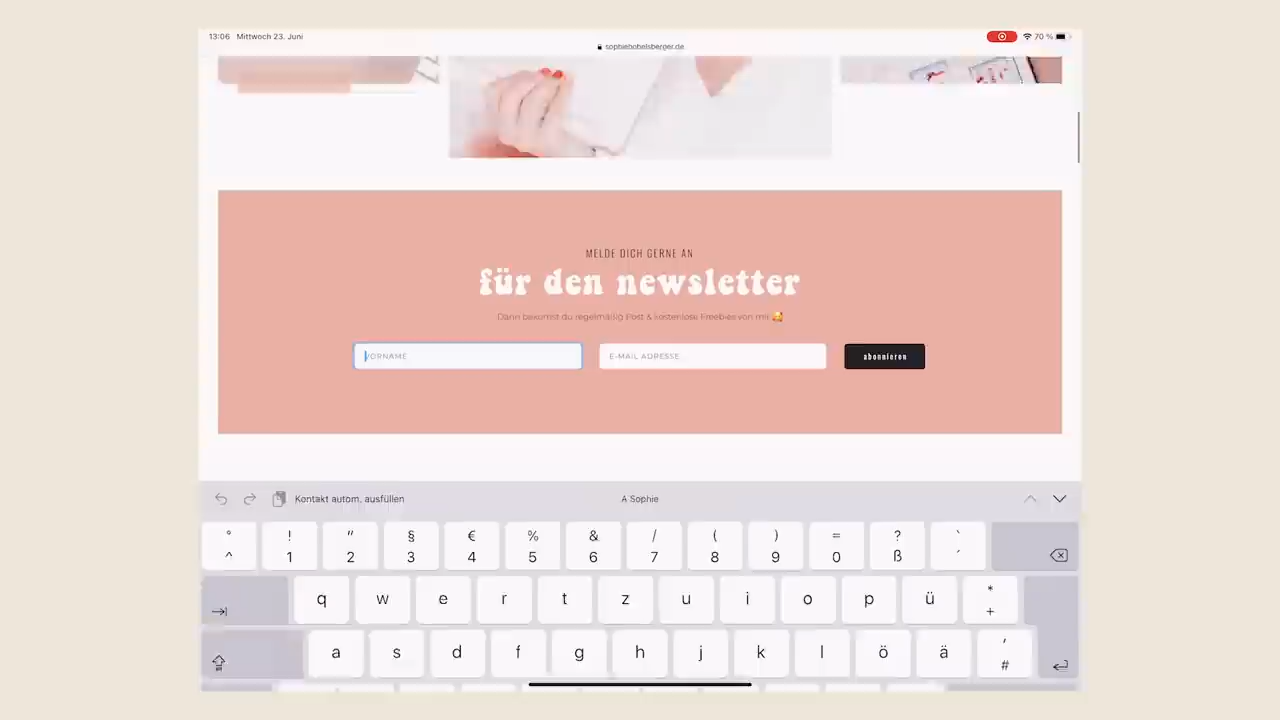 13:06 Mittwoch 23. Juni
70 %
sophiebobelsberger.de
MELDE DICH GERNE AN
für den newsletter
Dann bekomst du regelmäßig Post & kostenlose Freebies von mir 🥰
VORNAME
E-MAIL ADRESSE
abonnieren
Kontakt autom. ausfüllen
A Sophie
° ! " § € % & / ( ) = ? `
^ 1 2 3 4 5 6 7 8 9 0 ß ´
q w e r t z u i o p ü * +
a s d f g h j k l ö ä ' #